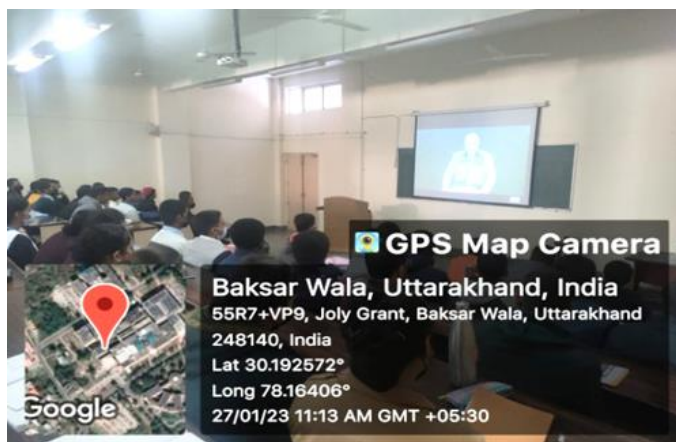 GPS Map Camera
Baksar Wala, Uttarakhand, India
55R7+VP9, Joly Grant, Baksar Wala, Uttarakhand
248140, India
Lat 30.192572°
Long 78.16406°
27/01/23 11:13 AM GMT +05:30
Google